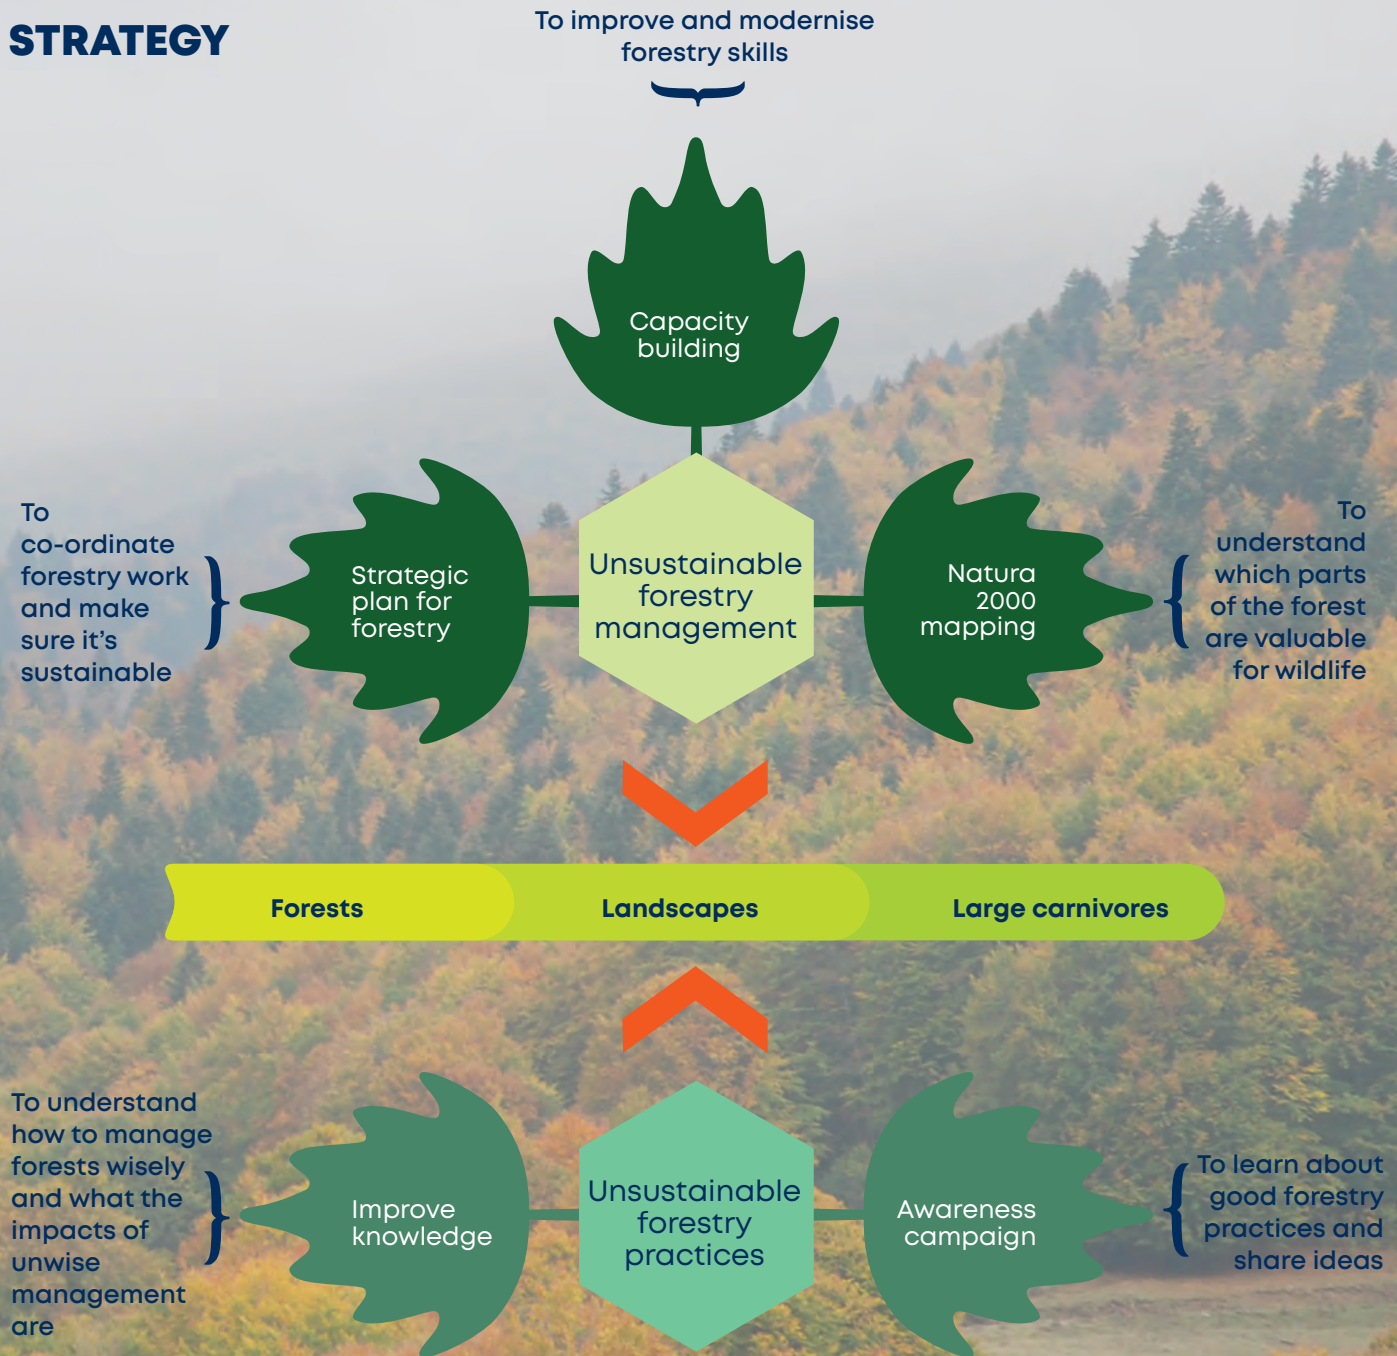 STRATEGY
To improve and modernise
forestry skills
Capacity
building
To
co-ordinate
forestry work
and make
sure it’s
sustainable
Strategic
plan for
forestry
Unsustainable
forestry
management
Natura
2000
mapping
To
understand
which parts
of the forest
are valuable
for wildlife
Forests
Landscapes
Large carnivores
To understand
how to manage
forests wisely
and what the
impacts of
unwise
management
are
Improve
knowledge
Unsustainable
forestry
practices
Awareness
campaign
To learn about
good forestry
practices and
share ideas